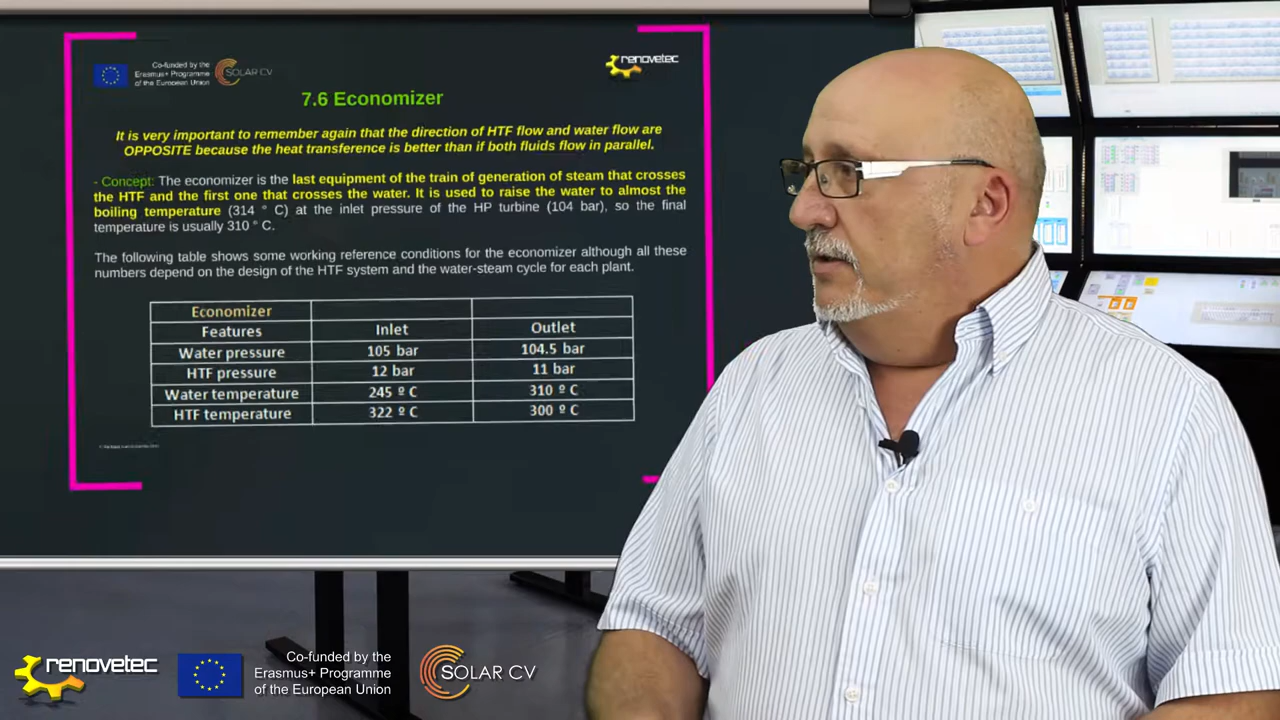 Co-funded by the
Erasmus+ Programme
of the European Union
SOLAR CV
renovetec
7.6 Economizer
It is very important to remember again that the direction of HTF flow and water flow are
OPPOSITE because the heat transference is better than if both fluids flow in parallel.
- Concept: The economizer is the last equipment of the train of generation of steam that crosses
the HTF and the first one that crosses the water. It is used to raise the water to almost the
boiling temperature (314 ° C) at the inlet pressure of the HP turbine (104 bar), so the final
temperature is usually 310 ° C.
The following table shows some working reference conditions for the economizer although all these
numbers depend on the design of the HTF system and the water-steam cycle for each plant.
Economizer
Features Inlet Outlet
Water pressure 105 bar 104.5 bar
HTF pressure 12 bar 11 bar
Water temperature 245 º C 310 º C
HTF temperature 322 º C 300 º C
renovetec
Co-funded by the
Erasmus+ Programme
of the European Union
SOLAR CV